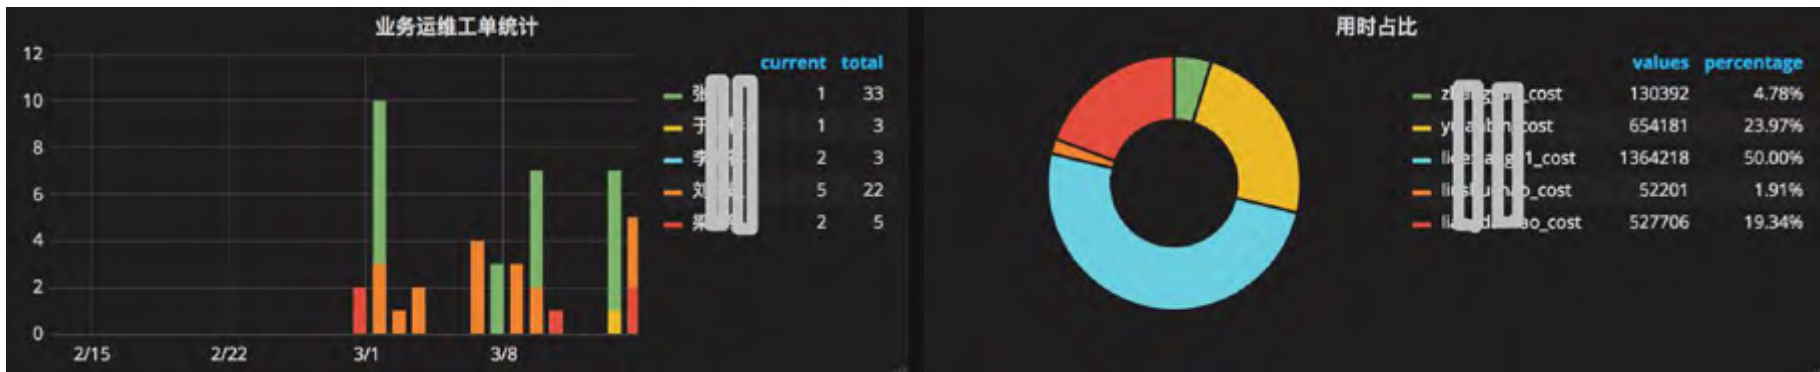 业务运维工单统计
current total
张 1 33
于 1 3
李 2 3
刘 5 22
梁 2 5
12
10
8
6
4
2
0
2/15 2/22 3/1 3/8
用时占比
values percentage
_cost 130392 4.78%
cost 654181 23.97%
1_cost 1364218 50.00%
ao_cost 52201 1.91%
ao_cost 527706 19.34%